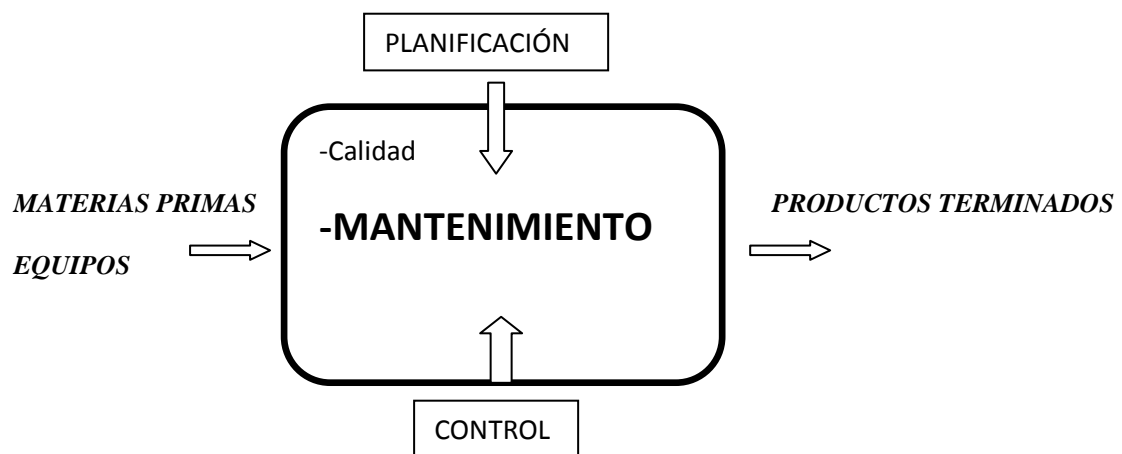 PLANIFICACIÓN
-Calidad
MATERIAS PRIMAS
-MANTENIMIENTO
PRODUCTOS TERMINADOS
EQUIPOS
CONTROL